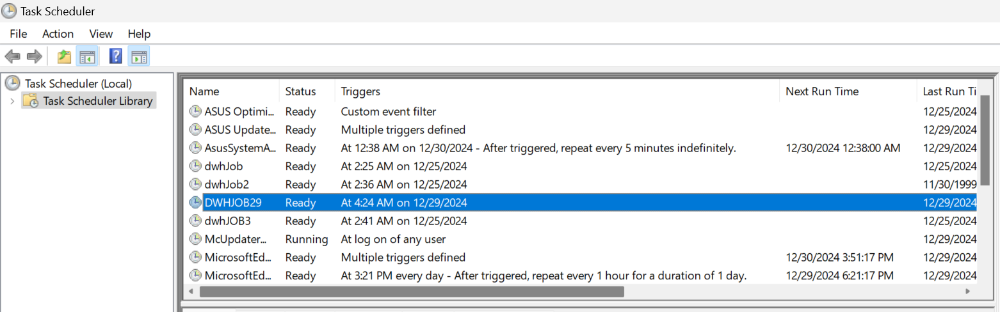 Task Scheduler
File Action View Help
Task Scheduler (Local)
Task Scheduler Library
Name Status Triggers Next Run Time Last Run Ti
ASUS Optimi... Ready Custom event filter 12/25/2024
ASUS Update... Ready Multiple triggers defined 12/29/2024
AsusSystemA... Ready At 12:38 AM on 12/30/2024 - After triggered, repeat every 5 minutes indefinitely. 12/30/2024 12:38:00 AM 12/29/2024
dwhJob Ready At 2:25 AM on 12/25/2024 12/25/2024
dwhJob2 Ready At 2:36 AM on 12/25/2024 11/30/1999
DWHJOB29 Ready At 4:24 AM on 12/29/2024 12/29/2024
dwhJOB3 Ready At 2:41 AM on 12/25/2024 12/25/2024
McUpdater... Running At log on of any user 12/29/2024
MicrosoftEd... Ready Multiple triggers defined 12/30/2024 3:51:17 PM 12/29/2024
MicrosoftEd... Ready At 3:21 PM every day - After triggered, repeat every 1 hour for a duration of 1 day. 12/29/2024 6:21:17 PM 12/29/2024